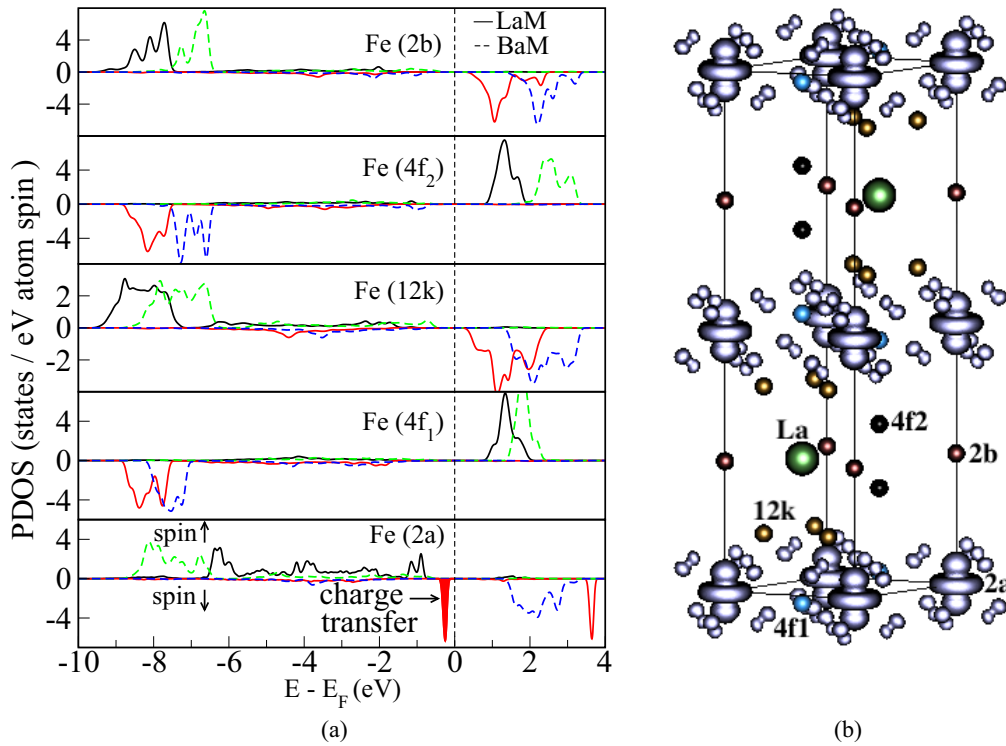 PDOS (states / eV atom spin)
4
0
-4
Fe (2b)
LaM
BaM
4
0
-4
Fe (4f2)
2
0
-2
Fe (12k)
4
0
-4
Fe (4f1)
4
0
-4
spin↑
spin↓
Fe (2a)
charge
transfer
-10 -8 -6 -4 -2 0 2 4
E - EF (eV)
(a)
La
4f2
2b
12k
2a
4f1
(b)